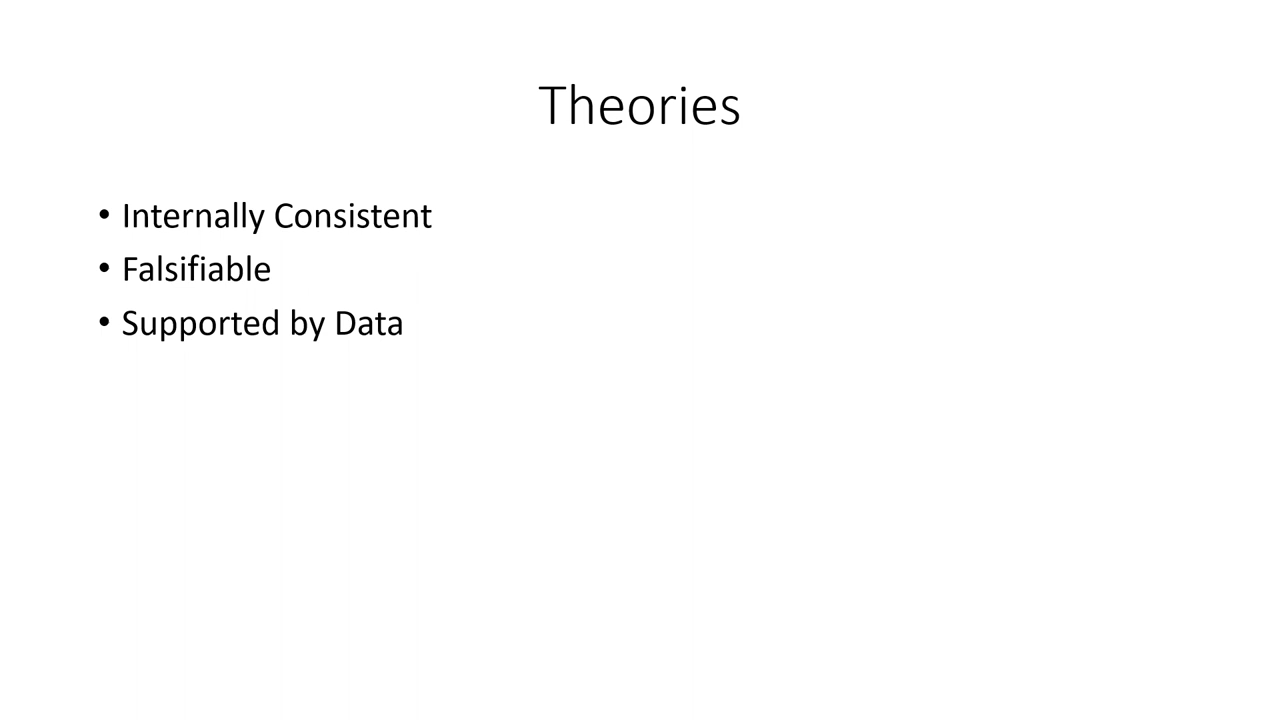 Theories
• Internally Consistent
• Falsifiable
• Supported by Data